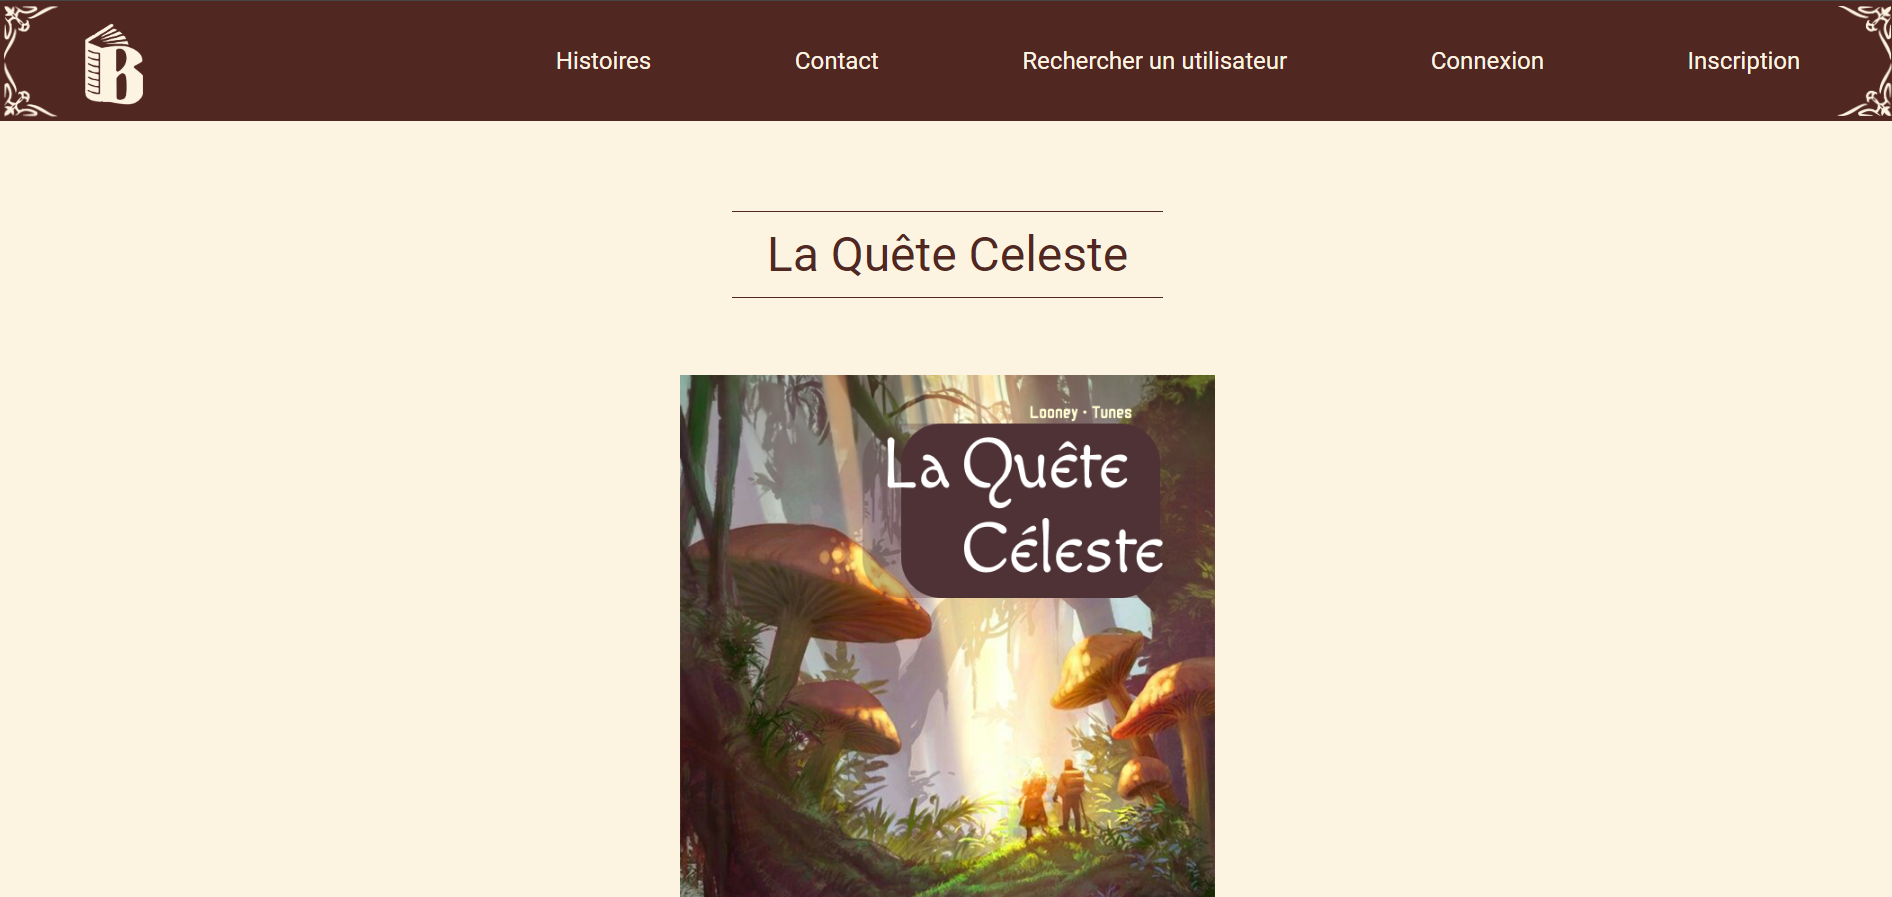 B
Histoires
Contact
Rechercher un utilisateur
Connexion
Inscription
La Quête Celeste
Looney · Tunes
La Quête
Céleste